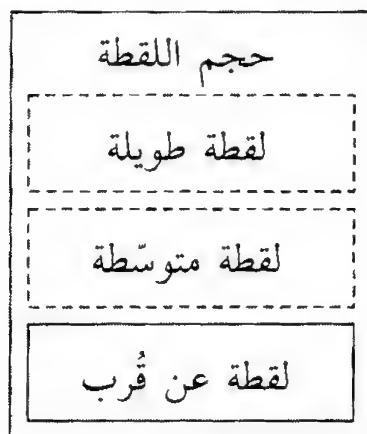 حجم اللقطة
لقطة طويلة
لقطة متوسّطة
لقطة عن قُرب